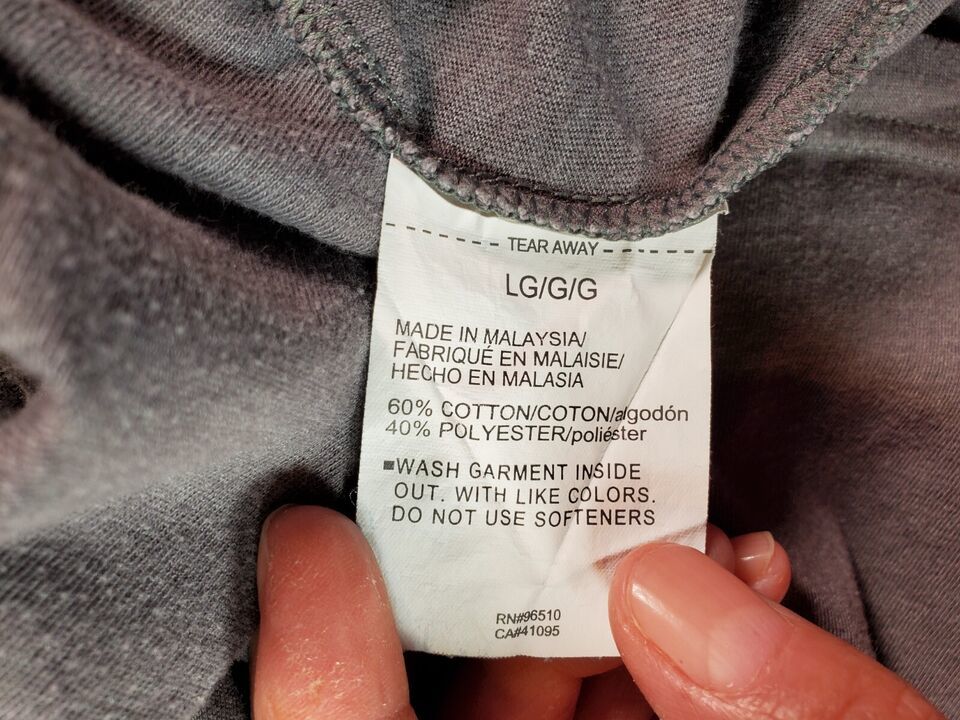 TEAR AWAY
LG/G/G
MADE IN MALAYSIA/
FABRIQUÉ EN MALAISIE/
HECHO EN MALASIA
60% COTTON/COTON/algodón
40% POLYESTER/poliéster
▪WASH GARMENT INSIDE
OUT. WITH LIKE COLORS.
DO NOT USE SOFTENERS
RN#96510
CA#41095